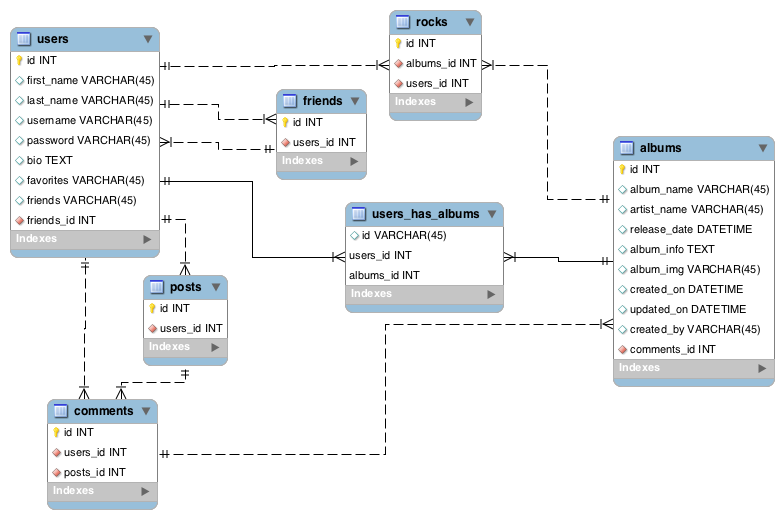 users
id INT
first_name VARCHAR(45)
last_name VARCHAR(45)
username VARCHAR(45)
password VARCHAR(45)
bio TEXT
favorites VARCHAR(45)
friends VARCHAR(45)
friends_id INT
Indexes
rocks
id INT
albums_id INT
users_id INT
Indexes
friends
id INT
users_id INT
Indexes
users_has_albums
id VARCHAR(45)
users_id INT
albums_id INT
Indexes
albums
id INT
album_name VARCHAR(45)
artist_name VARCHAR(45)
release_date DATETIME
album_info TEXT
album_img VARCHAR(45)
created_on DATETIME
updated_on DATETIME
created_by VARCHAR(45)
comments_id INT
Indexes
posts
id INT
users_id INT
Indexes
comments
id INT
users_id INT
posts_id INT
Indexes